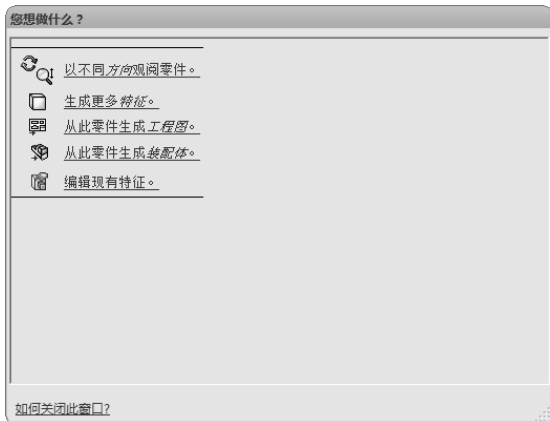 您想做什么？
以不同方向观阅零件。
生成更多特征。
从此零件生成工程图。
从此零件生成装配体。
编辑现有特征。
如何关闭此窗口?